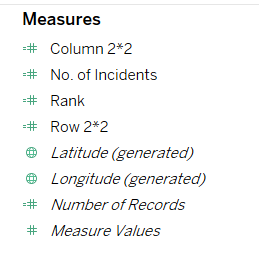 Measures
Column 2*2
No. of Incidents
Rank
Row 2*2
Latitude (generated)
Longitude (generated)
Number of Records
Measure Values